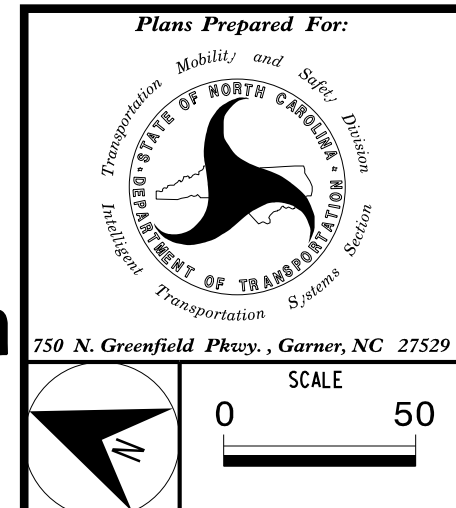 Plans Prepared For:
Transportation Mobility and Safety Division
STATE OF NORTH CAROLINA
DEPARTMENT OF TRANSPORTATION
Intelligent Transportation Systems Section
750 N. Greenfield Pkwy., Garner, NC 27529
N
SCALE
0 50